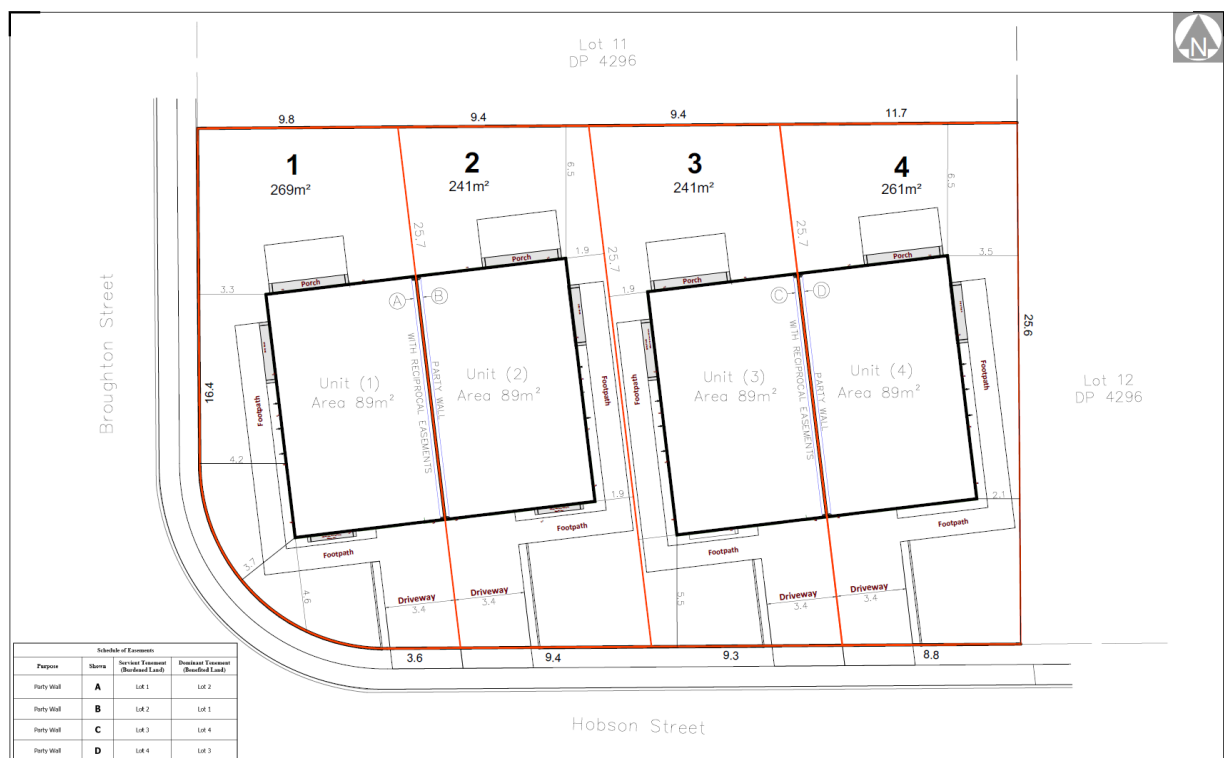 Lot 11
DP 4296
N
9.8
9.4
9.4
11.7
1
269m²
2
241m²
3
241m²
4
261m²
6.5
6.5
25.7
25.7
25.7
Porch
Porch
Porch
Porch
1.9
1.9
3.5
3.3
A
B
C
D
Broughton Street
16.4
25.6
Unit (1)
Area 89m²
Unit (2)
Area 89m²
Unit (3)
Area 89m²
Unit (4)
Area 89m²
PARTY WALL
WITH RECIPROCAL EASEMENTS
PARTY WALL
WITH RECIPROCAL EASEMENTS
Footpath
Footpath
Footpath
Footpath
Lot 12
DP 4296
4.2
1.9
2.1
Footpath
Footpath
Footpath
Footpath
3.7
4.6
5.5
Driveway
3.4
Driveway
3.4
Driveway
3.4
Driveway
3.4
3.6
9.4
9.3
8.8
Hobson Street
Schedule of Easements
Purpose Shown Servient Tenement (Burdened Land) Dominant Tenement (Benefited Land)
Party Wall A Lot 1 Lot 2
Party Wall B Lot 2 Lot 1
Party Wall C Lot 3 Lot 4
Party Wall D Lot 4 Lot 3